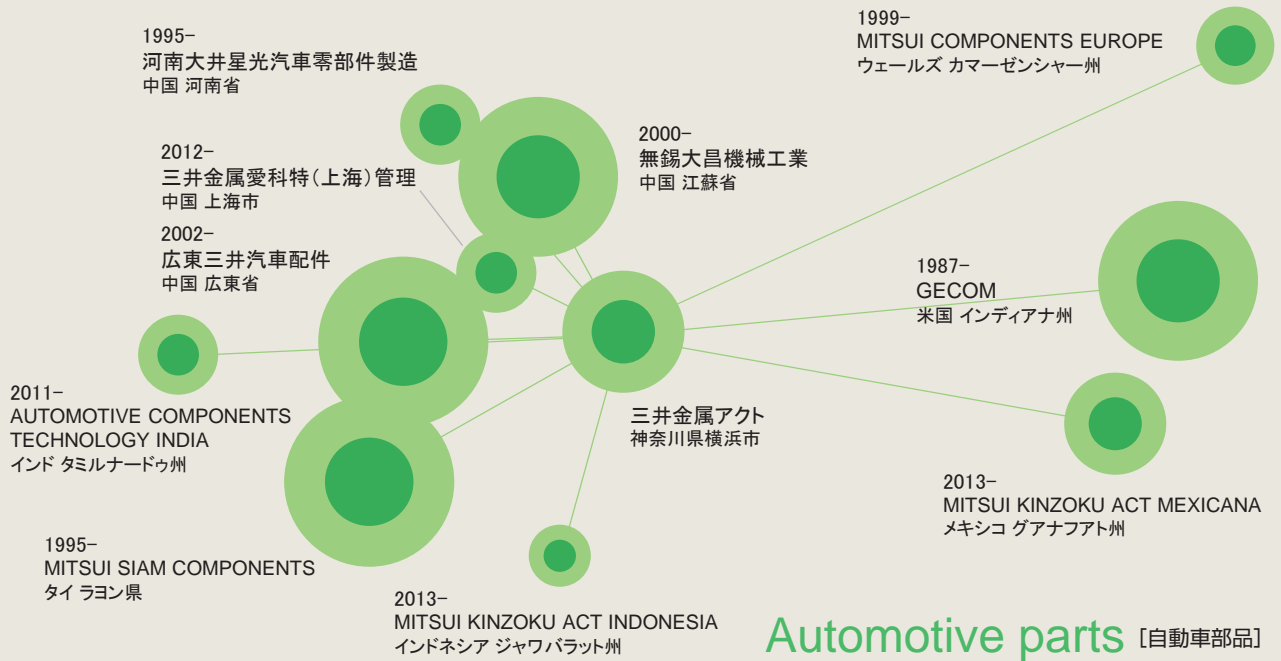 1995–
河南大井星光汽車零部件製造
中国 河南省
2012–
三井金属愛科特（上海）管理
中国 上海市
2002–
広東三井汽車配件
中国 広東省
2011–
AUTOMOTIVE COMPONENTS
TECHNOLOGY INDIA
インド タミルナードゥ州
1995–
MITSUI SIAM COMPONENTS
タイ ラヨン県
2013–
MITSUI KINZOKU ACT INDONESIA
インドネシア ジャワバラット州
2000–
無錫大昌機械工業
中国 江蘇省
三井金属アクト
神奈川県横浜市
1999–
MITSUI COMPONENTS EUROPE
ウェールズ カマーゼンシャー州
1987–
GECOM
米国 インディアナ州
2013–
MITSUI KINZOKU ACT MEXICANA
メキシコ グアナフアト州
Automotive parts [自動車部品]